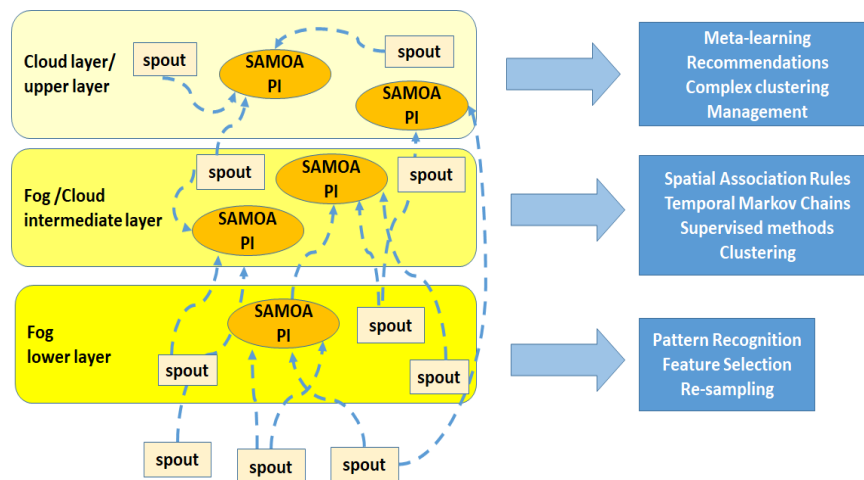 Cloud layer/
upper layer
spout
SAMOA
PI
spout
SAMOA
PI
Meta-learning
Recommendations
Complex clustering
Management
Fog /Cloud
intermediate layer
spout
SAMOA
PI
spout
SAMOA
PI
Spatial Association Rules
Temporal Markov Chains
Supervised methods
Clustering
Fog
lower layer
SAMOA
PI
spout
spout
spout
Pattern Recognition
Feature Selection
Re-sampling
spout
spout
spout